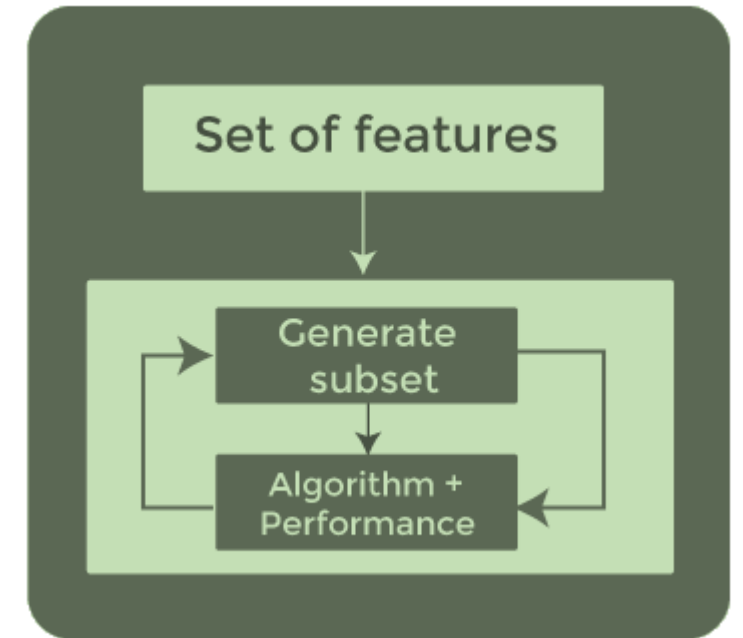 Set of features
Generate
subset
Algorithm +
Performance